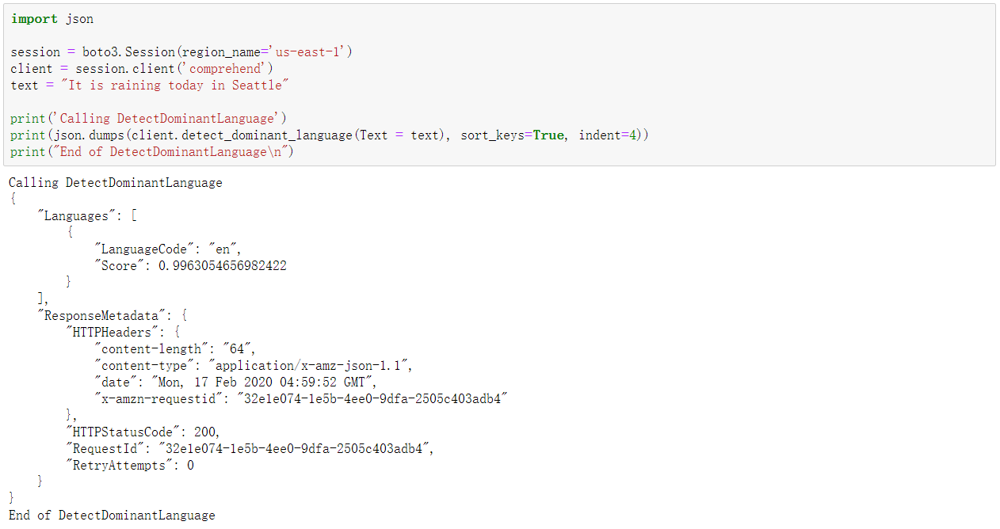 import json

session = boto3.Session(region_name='us-east-1')
client = session.client('comprehend')
text = "It is raining today in Seattle"

print('Calling DetectDominantLanguage')
print(json.dumps(client.detect_dominant_language(Text = text), sort_keys=True, indent=4))
print("End of DetectDominantLanguage\n")

Calling DetectDominantLanguage
{
    "Languages": [
        {
            "LanguageCode": "en",
            "Score": 0.9963054656982422
        }
    ],
    "ResponseMetadata": {
        "HTTPHeaders": {
            "content-length": "64",
            "content-type": "application/x-amz-json-1.1",
            "date": "Mon, 17 Feb 2020 04:59:52 GMT",
            "x-amzn-requestid": "32e1e074-1e5b-4ee0-9dfa-2505c403adb4"
        },
        "HTTPStatusCode": 200,
        "RequestId": "32e1e074-1e5b-4ee0-9dfa-2505c403adb4",
        "RetryAttempts": 0
    }
}
End of DetectDominantLanguage